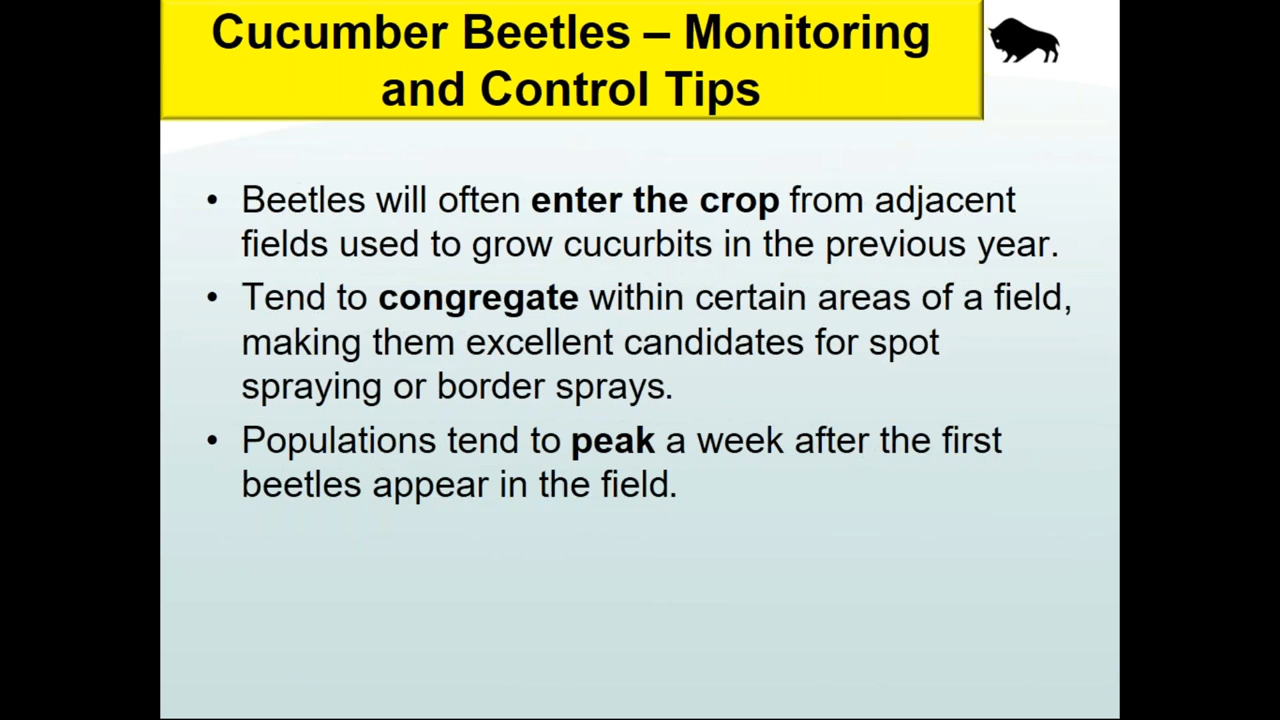 Cucumber Beetles – Monitoring
and Control Tips
• Beetles will often enter the crop from adjacent
fields used to grow cucurbits in the previous year.
• Tend to congregate within certain areas of a field,
making them excellent candidates for spot
spraying or border sprays.
• Populations tend to peak a week after the first
beetles appear in the field.